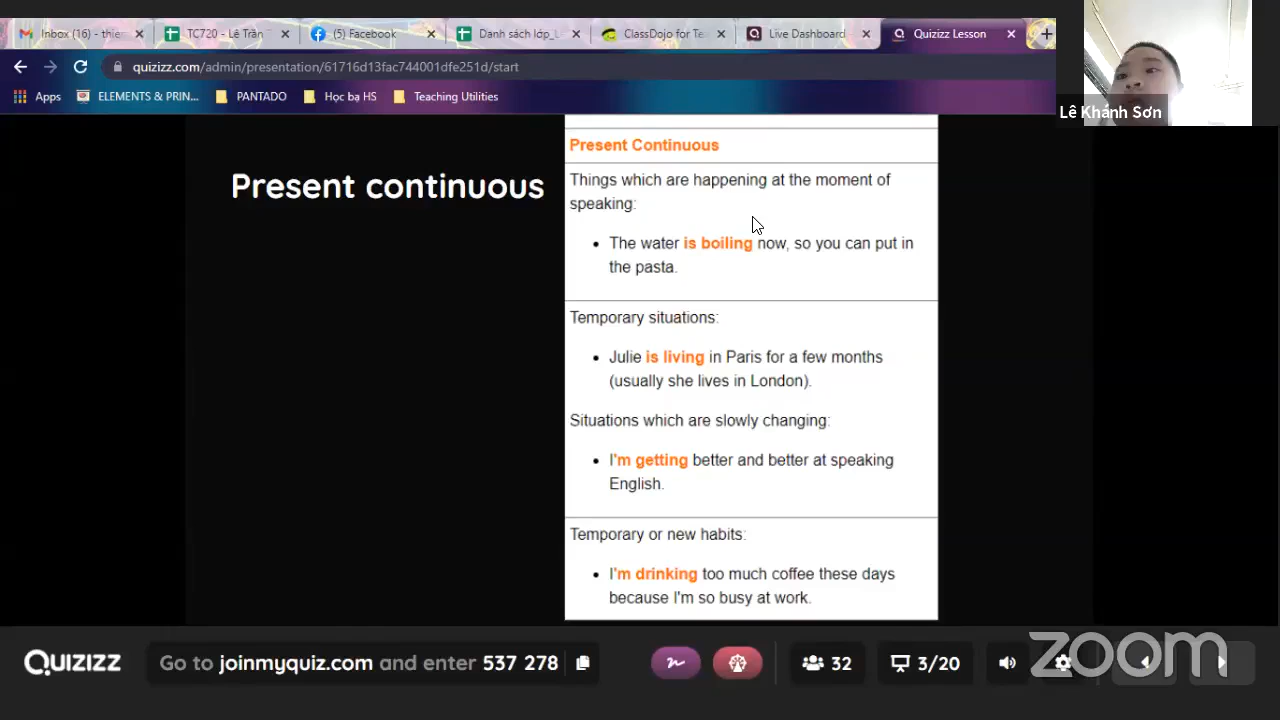 Inbox (16) - thie
TC720 - Lê Trần T
(5) Facebook
Danh sách lớp_L
ClassDojo for Te
Live Dashboard
Quizizz Lesson
quizizz.com/admin/presentation/61716d13fac744001dfe251d/start
Apps
ELEMENTS & PRIN...
PANTADO
Học bạ HS
Teaching Utilities
Lê Khánh Sơn
Present continuous
Present Continuous
Things which are happening at the moment of
speaking:
• The water is boiling now, so you can put in
the pasta.
Temporary situations:
• Julie is living in Paris for a few months
(usually she lives in London).
Situations which are slowly changing:
• I'm getting better and better at speaking
English.
Temporary or new habits:
• I'm drinking too much coffee these days
because I'm so busy at work.
QUIZIZZ
Go to joinmyquiz.com and enter 537 278
32
3/20
zoom